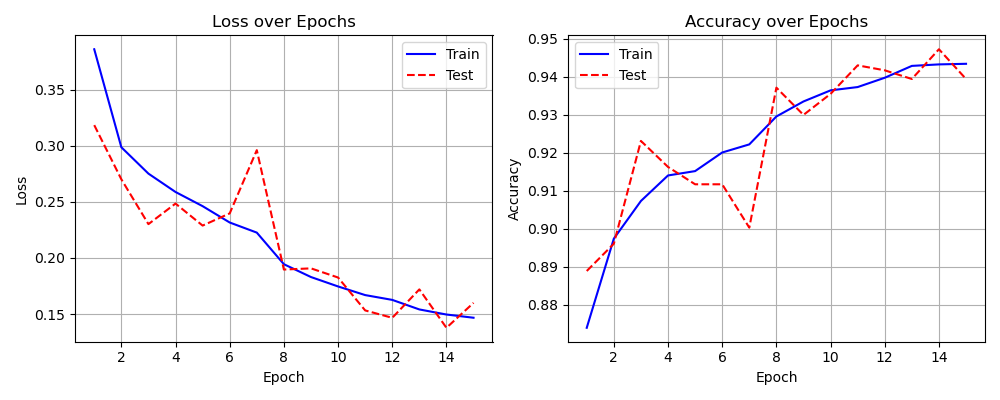 Loss over Epochs
Train
Test
0.35
0.30
0.25
0.20
0.15
Loss
2 4 6 8 10 12 14
Epoch
Accuracy over Epochs
Train
Test
0.95
0.94
0.93
0.92
0.91
0.90
0.89
0.88
Accuracy
2 4 6 8 10 12 14
Epoch